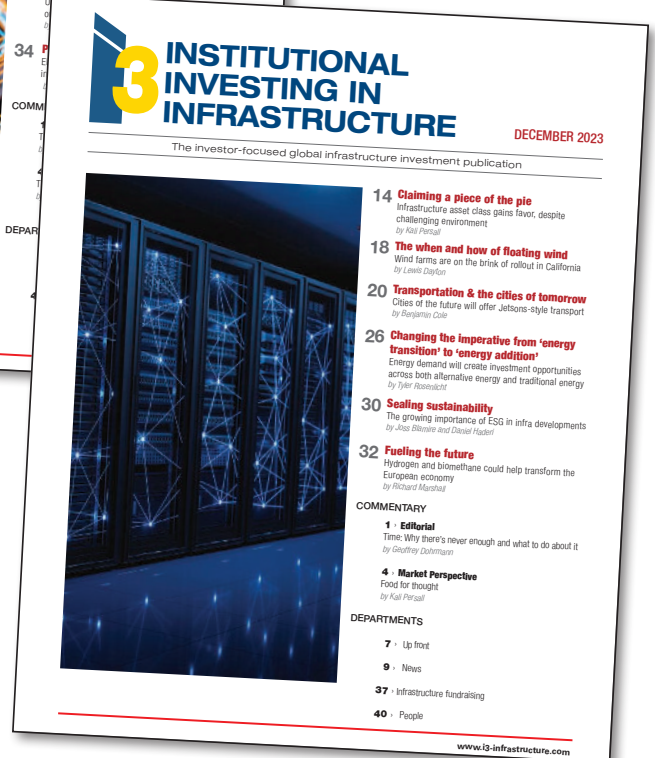 34
COMM
DEPAR
i3
INSTITUTIONAL
INVESTING IN
INFRASTRUCTURE
DECEMBER 2023
The investor-focused global infrastructure investment publication
14 Claiming a piece of the pie
Infrastructure asset class gains favor, despite
challenging environment
by Kali Persall
18 The when and how of floating wind
Wind farms are on the brink of rollout in California
by Lewis Dayton
20 Transportation & the cities of tomorrow
Cities of the future will offer Jetsons-style transport
by Benjamin Cole
26 Changing the imperative from ‘energy
transition’ to ‘energy addition’
Energy demand will create investment opportunities
across both alternative energy and traditional energy
by Tyler Rosenlicht
30 Sealing sustainability
The growing importance of ESG in infra developments
by Joss Blamire and Daniel Haderi
32 Fueling the future
Hydrogen and biomethane could help transform the
European economy
by Richard Marshall
COMMENTARY
1 › Editorial
Time: Why there’s never enough and what to do about it
by Geoffrey Dohrmann
4 › Market Perspective
Food for thought
by Kali Persall
DEPARTMENTS
7 › Up front
9 › News
37 › Infrastructure fundraising
40 › People
www.i3-infrastructure.com